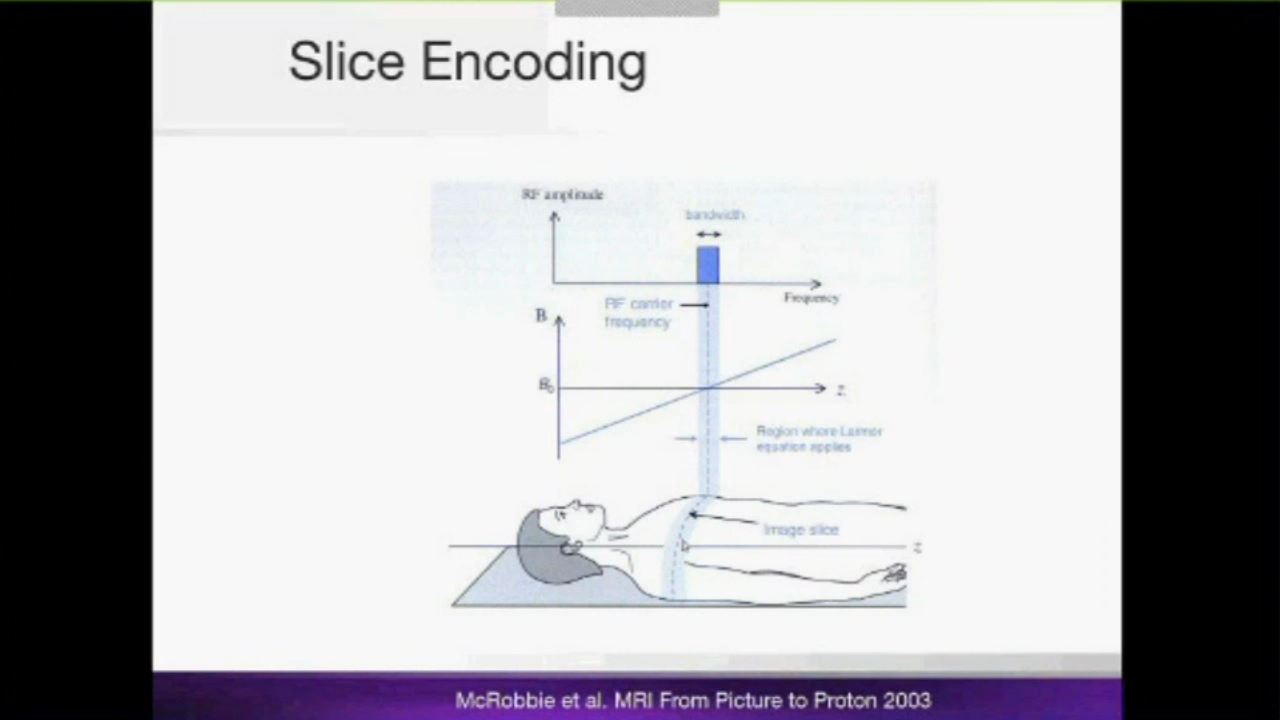 Slice Encoding
RF amplitude
bandwidth
Frequency
RF carrier
frequency
B
B₀
z
Region where Larmor
equation applies
Image slice
z
McRobbie et al. MRI From Picture to Proton 2003